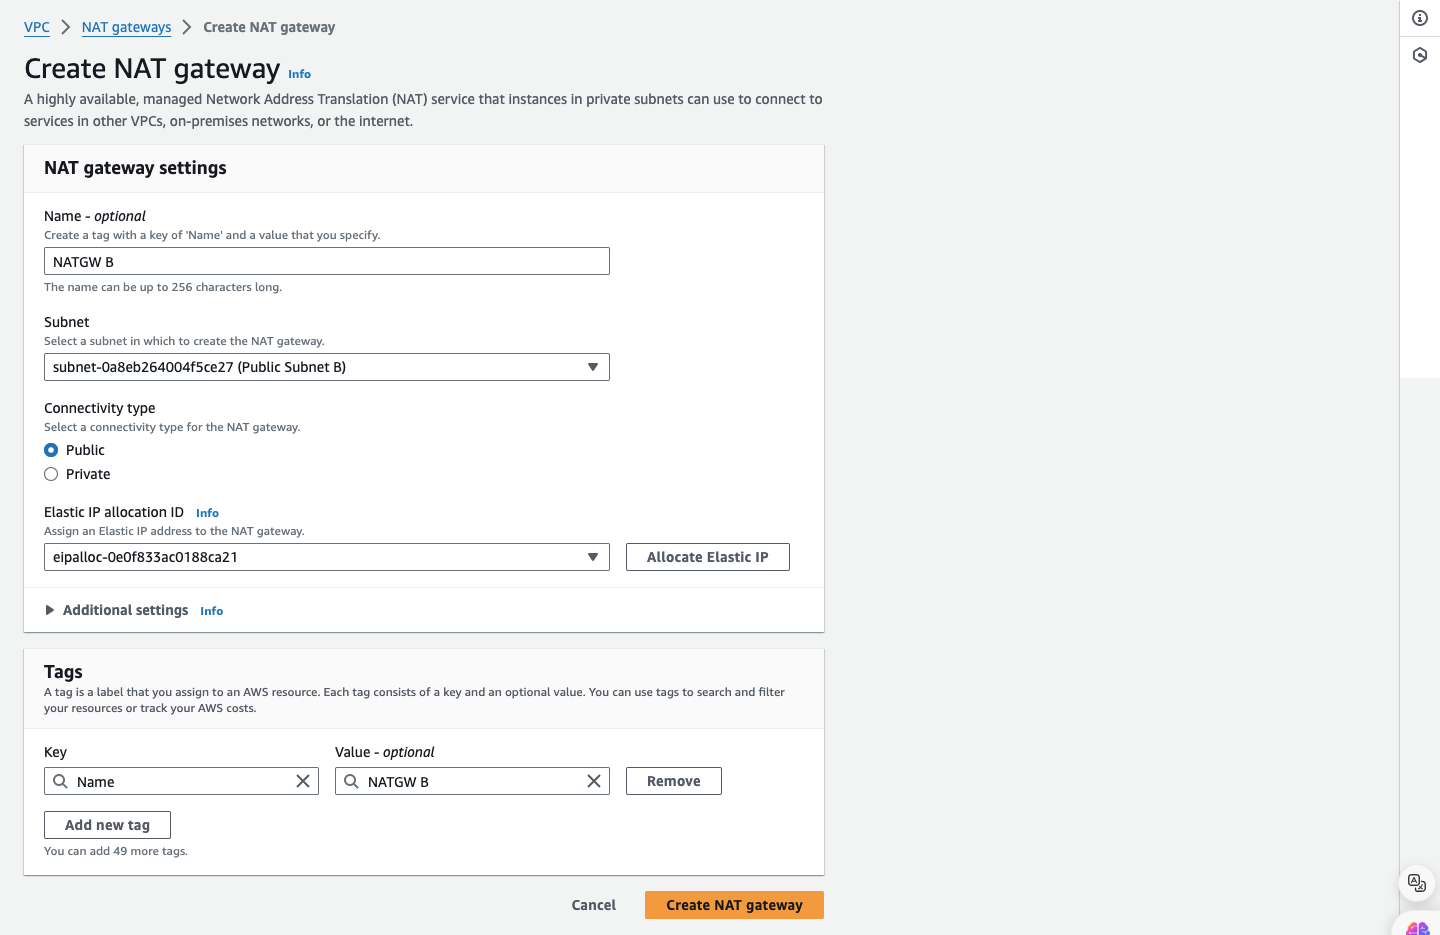 VPC > NAT gateways > Create NAT gateway
Create NAT gateway Info
A highly available, managed Network Address Translation (NAT) service that instances in private subnets can use to connect to
services in other VPCs, on-premises networks, or the internet.
NAT gateway settings
Name - optional
Create a tag with a key of 'Name' and a value that you specify.
NATGW B
The name can be up to 256 characters long.
Subnet
Select a subnet in which to create the NAT gateway.
subnet-0a8eb264004f5ce27 (Public Subnet B)
Connectivity type
Select a connectivity type for the NAT gateway.
Public
Private
Elastic IP allocation ID Info
Assign an Elastic IP address to the NAT gateway.
eipalloc-0e0f833ac0188ca21 Allocate Elastic IP
Additional settings Info
Tags
A tag is a label that you assign to an AWS resource. Each tag consists of a key and an optional value. You can use tags to search and filter
your resources or track your AWS costs.
Key Value - optional
Name NATGW B Remove
Add new tag
You can add 49 more tags.
Cancel Create NAT gateway